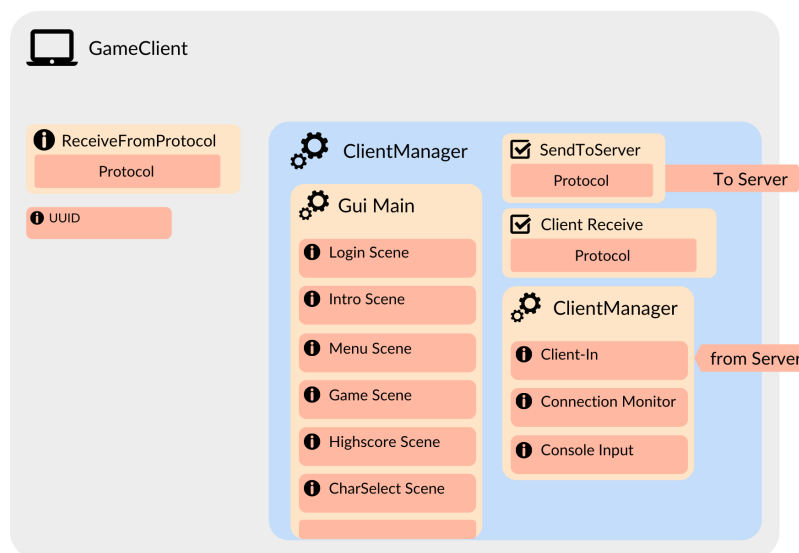 GameClient
ReceiveFromProtocol
Protocol
UUID
ClientManager
Gui Main
Login Scene
Intro Scene
Menu Scene
Game Scene
Highscore Scene
CharSelect Scene
SendToServer
Protocol
To Server
Client Receive
Protocol
ClientManager
Client-In
from Server
Connection Monitor
Console Input